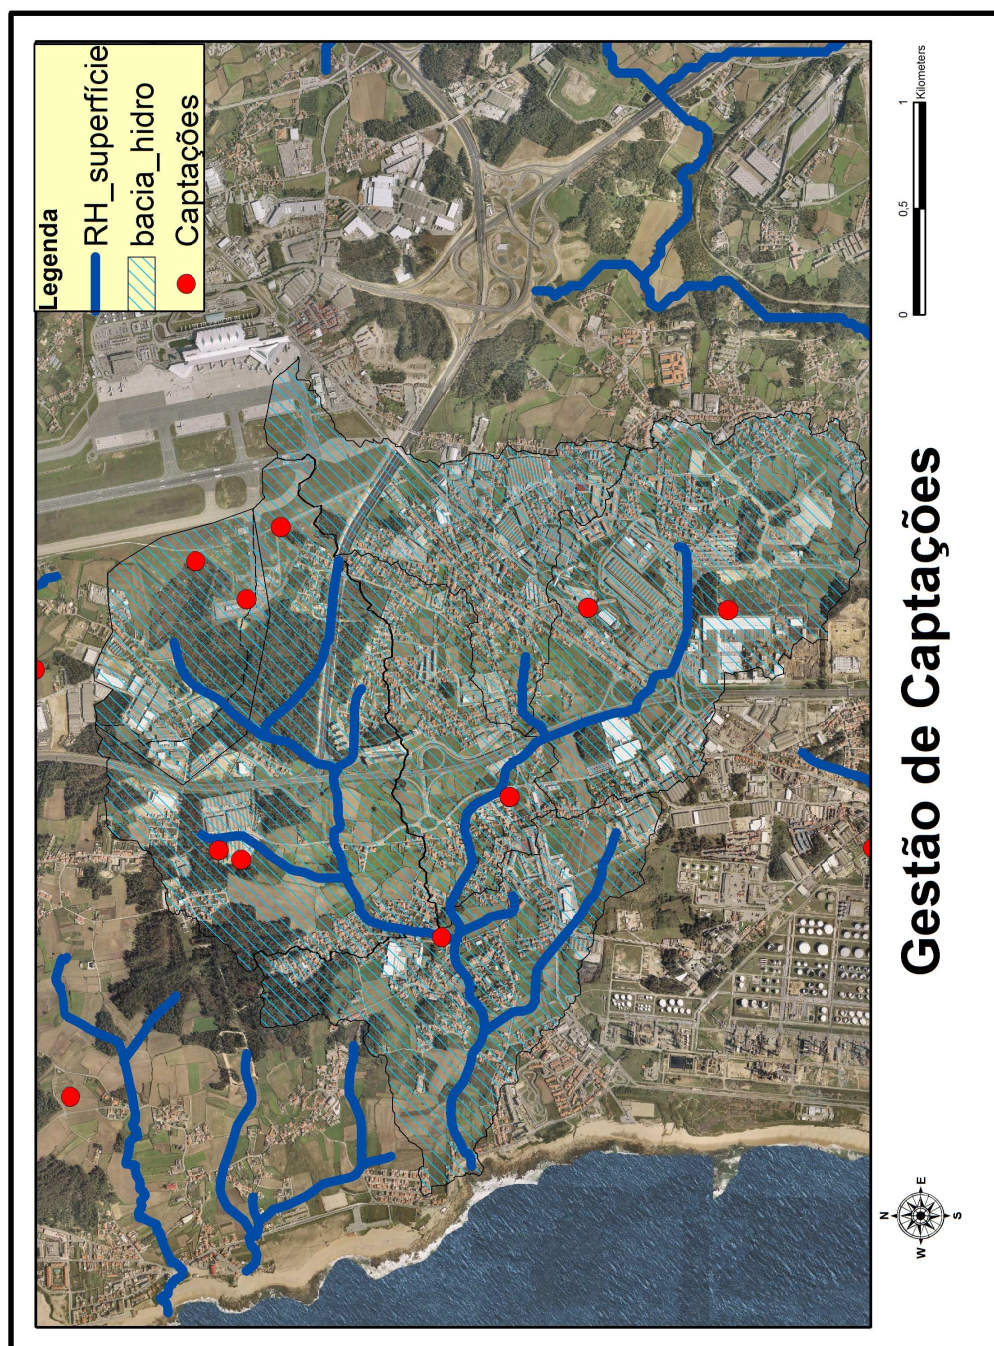 Legenda
RH_superfície
bacia_hidro
Captações
Gestão de Captações
0
0,5
1
Kilometers
N
W
E
S